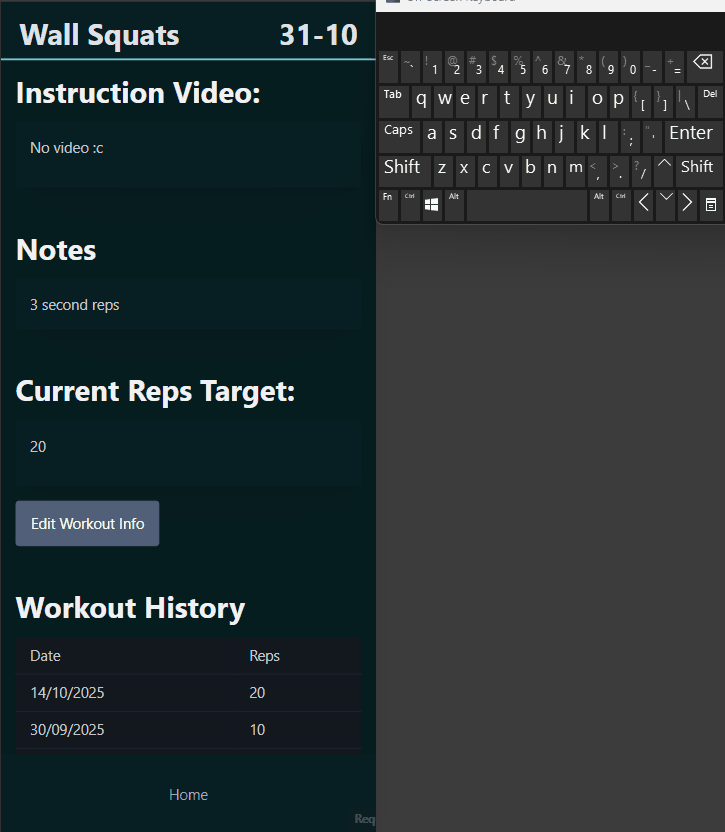 Wall Squats 31-10
Instruction Video:
No video :c
Notes
3 second reps
Current Reps Target:
20
Edit Workout Info
Workout History
Date Reps
14/10/2025 20
30/09/2025 10
Home
Req
Esc ~ ` ! 1 @ 2 # 3 $ 4 % 5 ^ 6 & 7 * 8 ( 9 ) 0 _ - + =
Tab q w e r t y u i o p { [ } ] | \ Del
Caps a s d f g h j k l : ; " ' Enter
Shift z x c v b n m < , > . ? / Shift
Fn Ctrl Alt Alt Ctrl